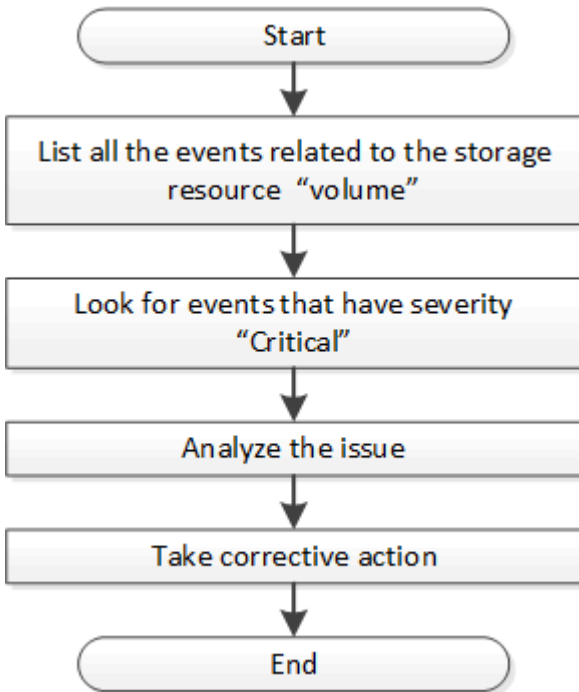 Start
List all the events related to the storage
resource “volume”
Look for events that have severity
“Critical”
Analyze the issue
Take corrective action
End